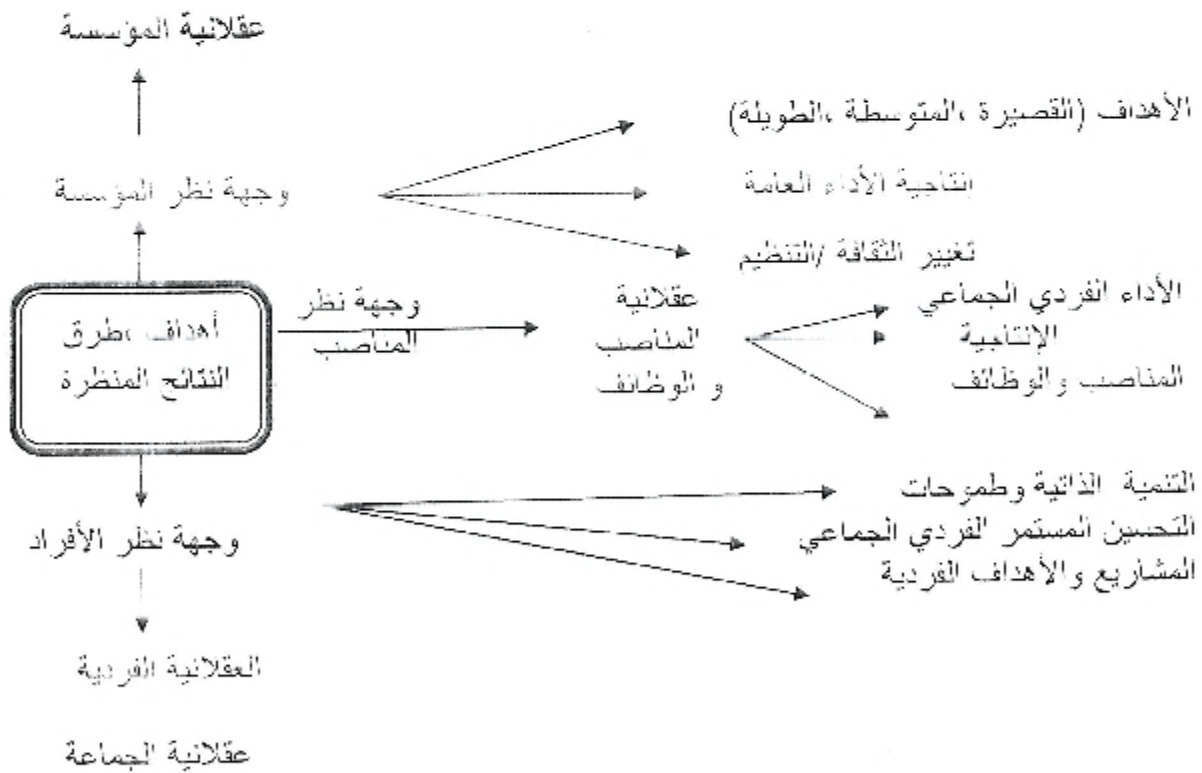 عقلانية المؤسسة
الأهداف (القصيرة ،المتوسطة ،الطويلة)
وجهة نظر المؤسسة
إنتاجية الأداء العامة
تغيير الثقافة /التنظيم
أهداف ،طرق
النتائج المنظرة
وجهة نظر
المناصب
عقلانية
المناصب
و الوظائف
الأداء الفردي الجماعي
الإنتاجية
المناصب والوظائف
التنمية الذاتية وطموحات
التحسين المستمر الفردي الجماعي
المشاريع والأهداف الفردية
وجهة نظر الأفراد
العقلانية الفردية
عقلانية الجماعة